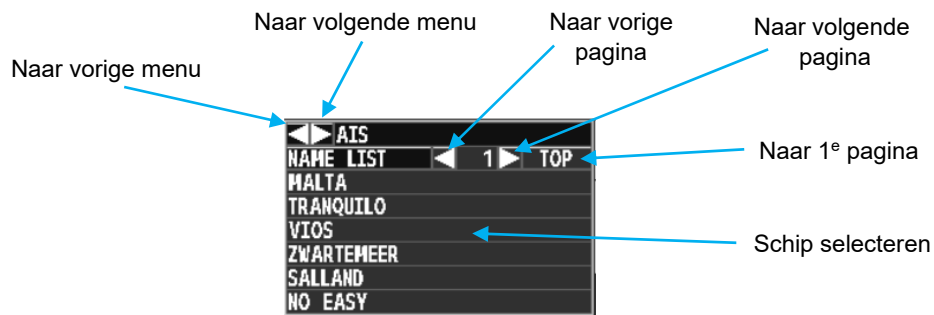 Naar volgende menu
Naar vorige
pagina
Naar volgende
pagina
Naar vorige menu
AIS
NAME LIST 1 TOP
Naar 1e pagina
MALTA
TRANQUILO
VIOS
Schip selecteren
ZWARTEMEER
SALLAND
NO EASY